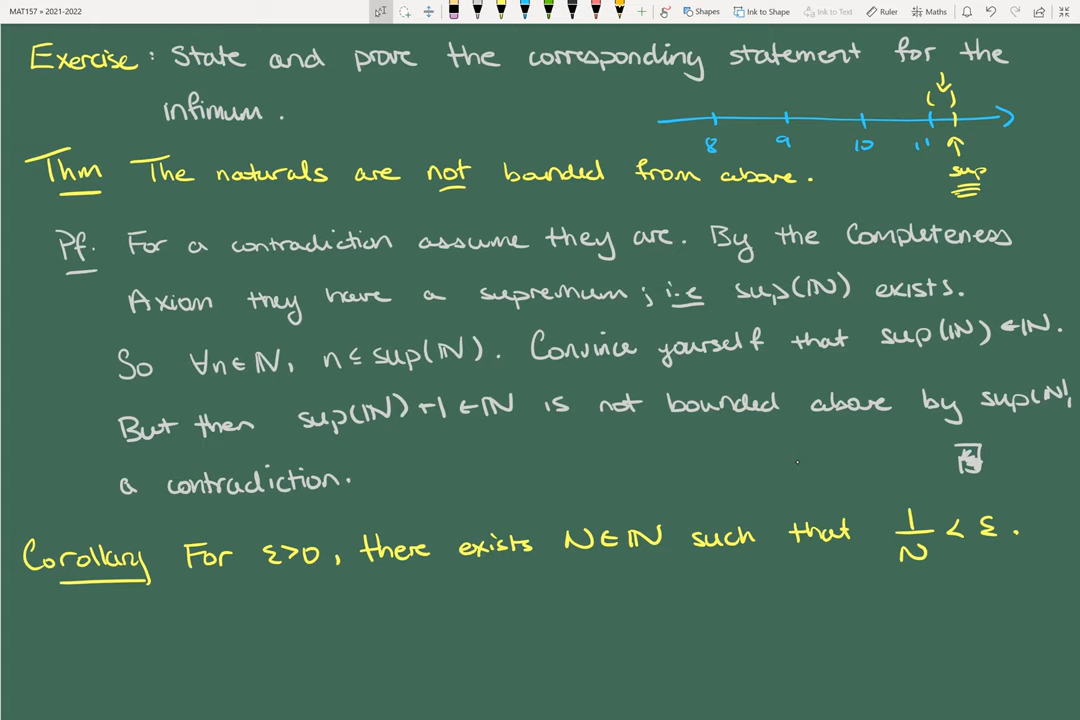 MAT157 » 2021-2022
Shapes Ink to Shape Ink to Text Ruler Maths
Exercise: State and prove the corresponding statement for the
infimum.
8 9 10 11
sup
Thm The naturals are not bounded from above.
Pf. For a contradiction assume they are. By the Completeness
Axiom they have a supremum; i.e sup(ℕ) exists.
So ∀n∈ℕ, n≤sup(ℕ). Convince yourself that sup(ℕ)∈ℕ.
But then sup(ℕ)+1∈ℕ is not bounded above by sup(ℕ),
a contradiction.
Corollary For ε>0, there exists N∈ℕ such that 1/N < ε.